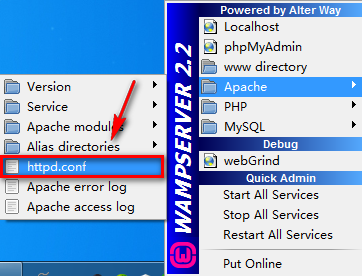 Powered by Alter Way
Localhost
phpMyAdmin
www directory
Apache
PHP
MySQL
Debug
webGrind
Quick Admin
Start All Services
Stop All Services
Restart All Services
Put Online
WAMPSERVER 2.2
Version
Service
Apache modules
Alias directories
httpd.conf
Apache error log
Apache access log